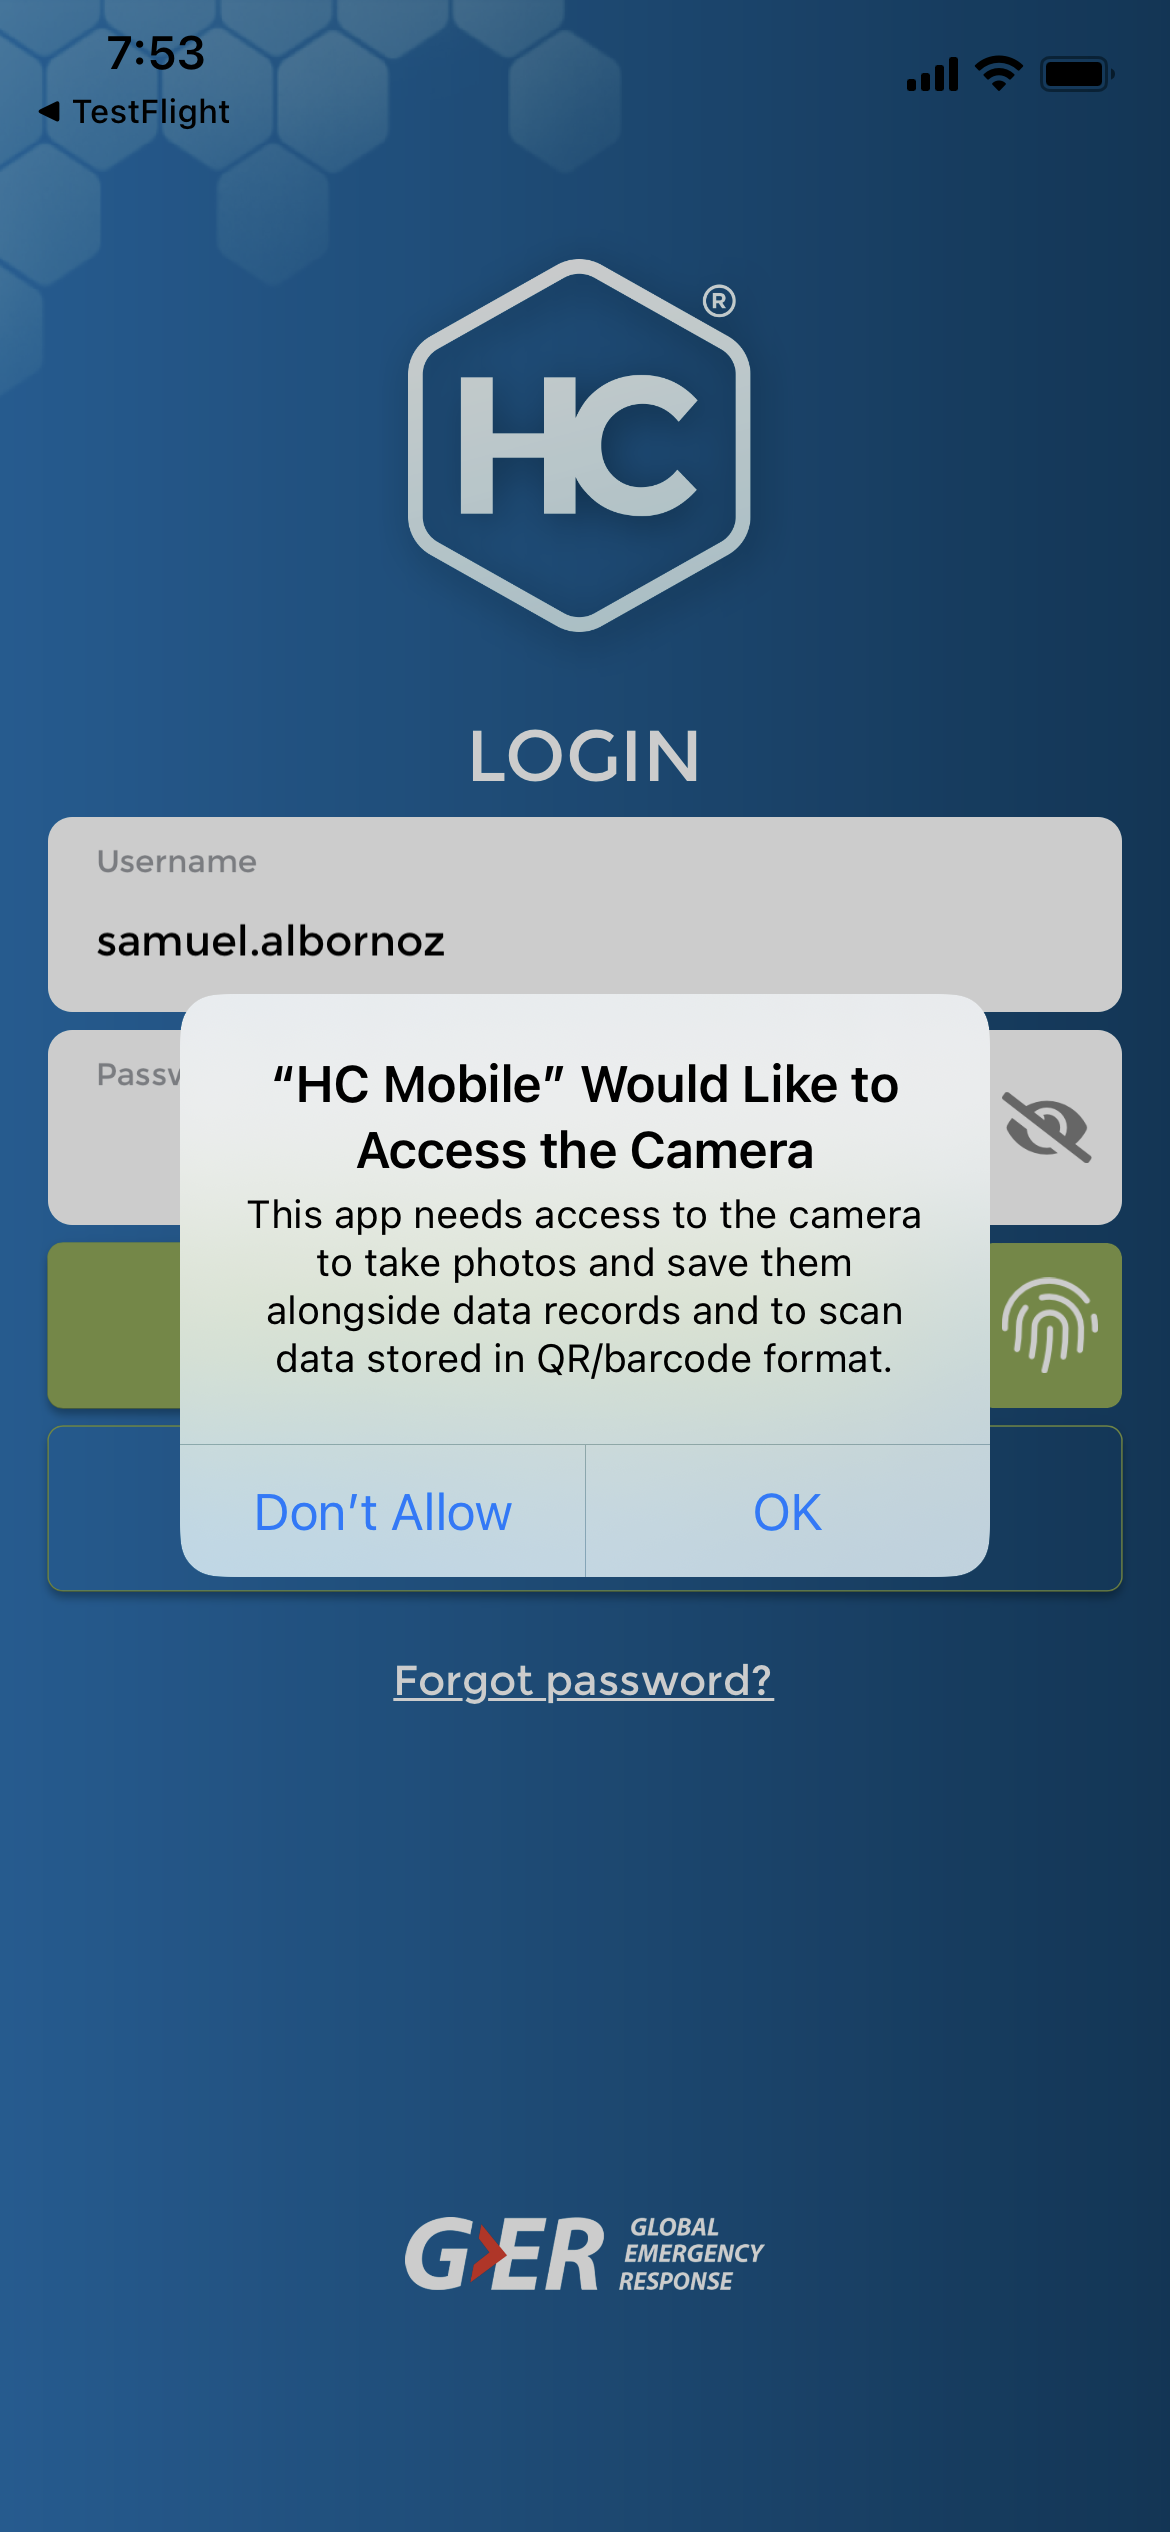 7:53
◀ TestFlight
HC®
LOGIN
Username
samuel.albornoz
“HC Mobile” Would Like to
Access the Camera
This app needs access to the camera
to take photos and save them
alongside data records and to scan
data stored in QR/barcode format.
Don’t Allow
OK
Forgot password?
GER
GLOBAL
EMERGENCY
RESPONSE